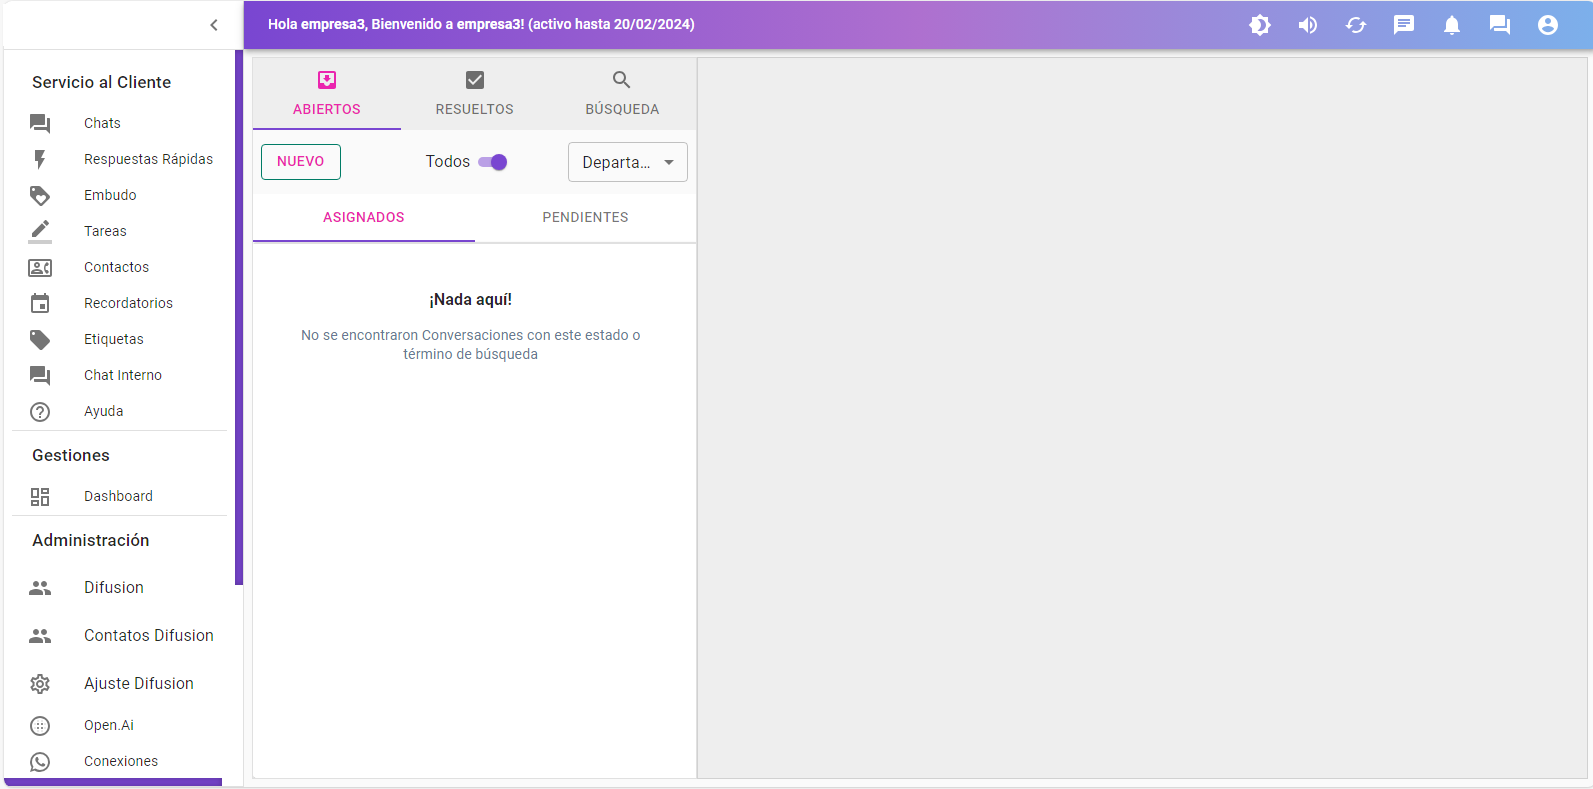 Hola empresa3, Bienvenido a empresa3! (activo hasta 20/02/2024)
Servicio al Cliente
Chats
Respuestas Rápidas
Embudo
Tareas
Contactos
Recordatorios
Etiquetas
Chat Interno
Ayuda
Gestiones
Dashboard
Administración
Difusion
Contatos Difusion
Ajuste Difusion
Open.Ai
Conexiones
ABIERTOS
RESUELTOS
BÚSQUEDA
NUEVO
Todos
Departa...
ASIGNADOS
PENDIENTES
¡Nada aquí!
No se encontraron Conversaciones con este estado o
término de búsqueda